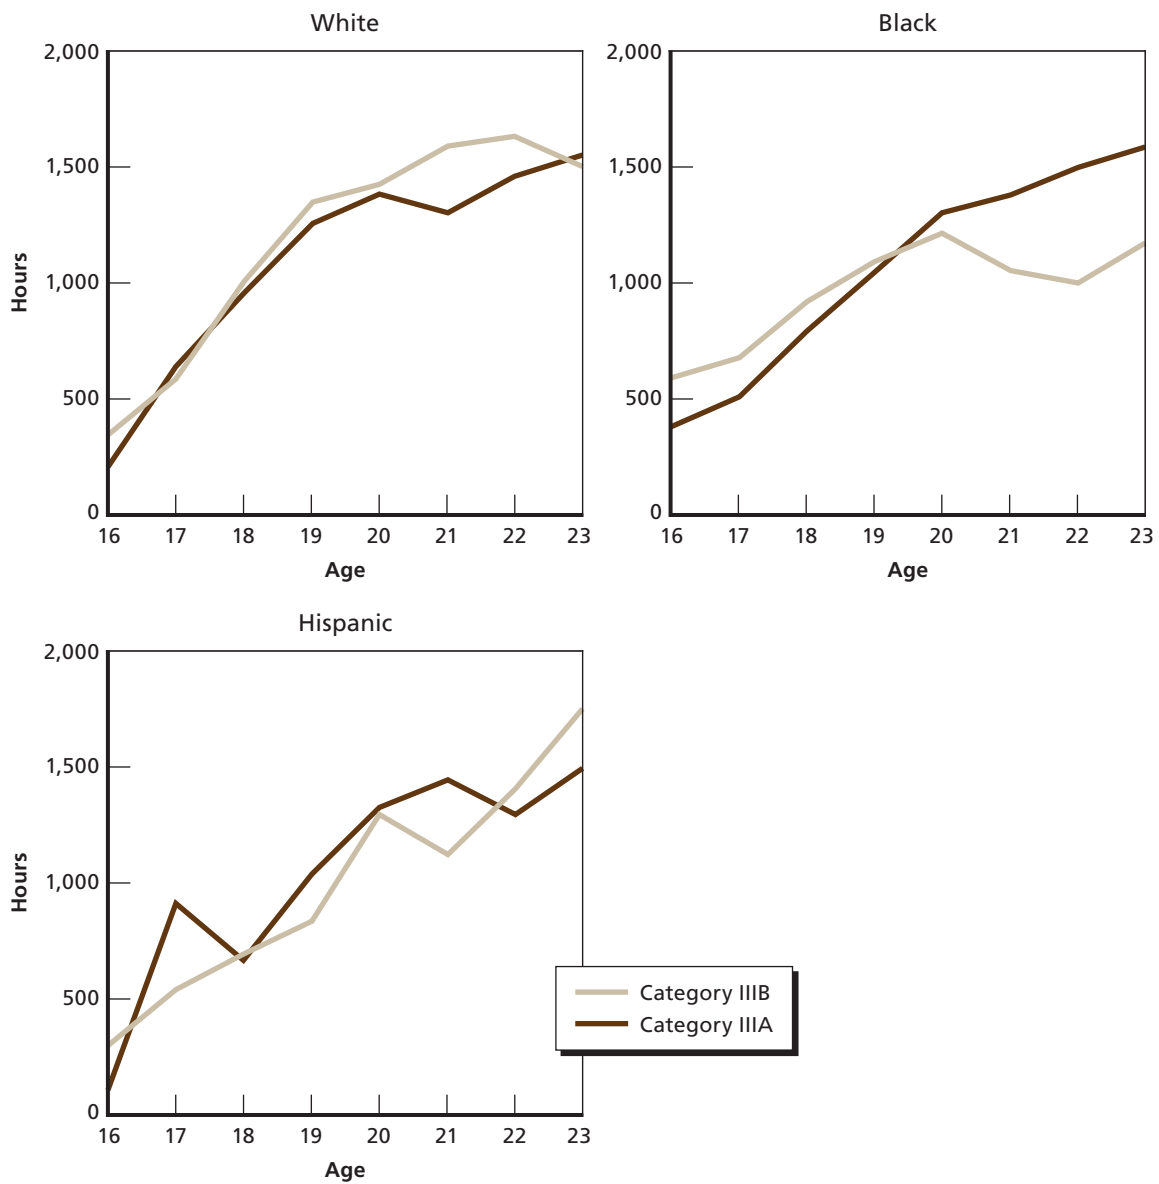 White
2,000
1,500
1,000
500
0
Hours
16 17 18 19 20 21 22 23
Age
Black
2,000
1,500
1,000
500
0
16 17 18 19 20 21 22 23
Age
Hispanic
2,000
1,500
1,000
500
0
Hours
16 17 18 19 20 21 22 23
Age
Category IIIB
Category IIIA